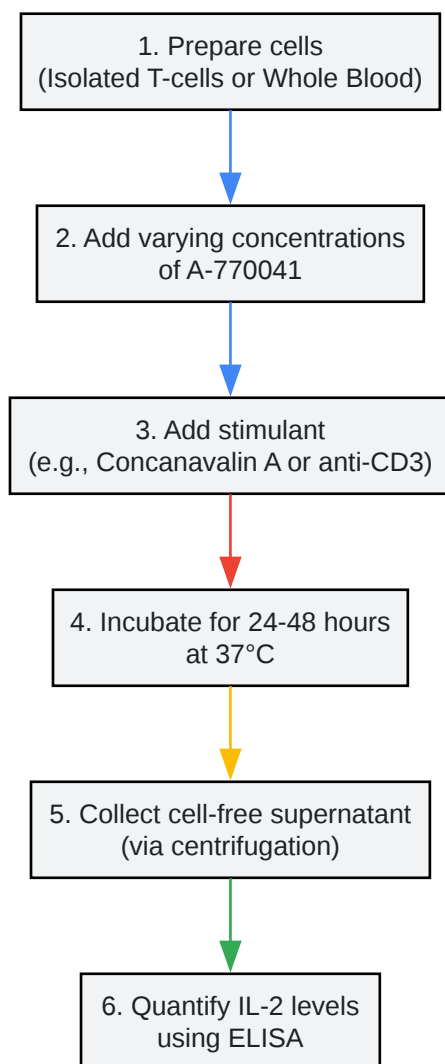 1. Prepare cells
(Isolated T-cells or Whole Blood)
2. Add varying concentrations
of A-770041
3. Add stimulant
(e.g., Concanavalin A or anti-CD3)
4. Incubate for 24-48 hours
at 37°C
5. Collect cell-free supernatant
(via centrifugation)
6. Quantify IL-2 levels
using ELISA